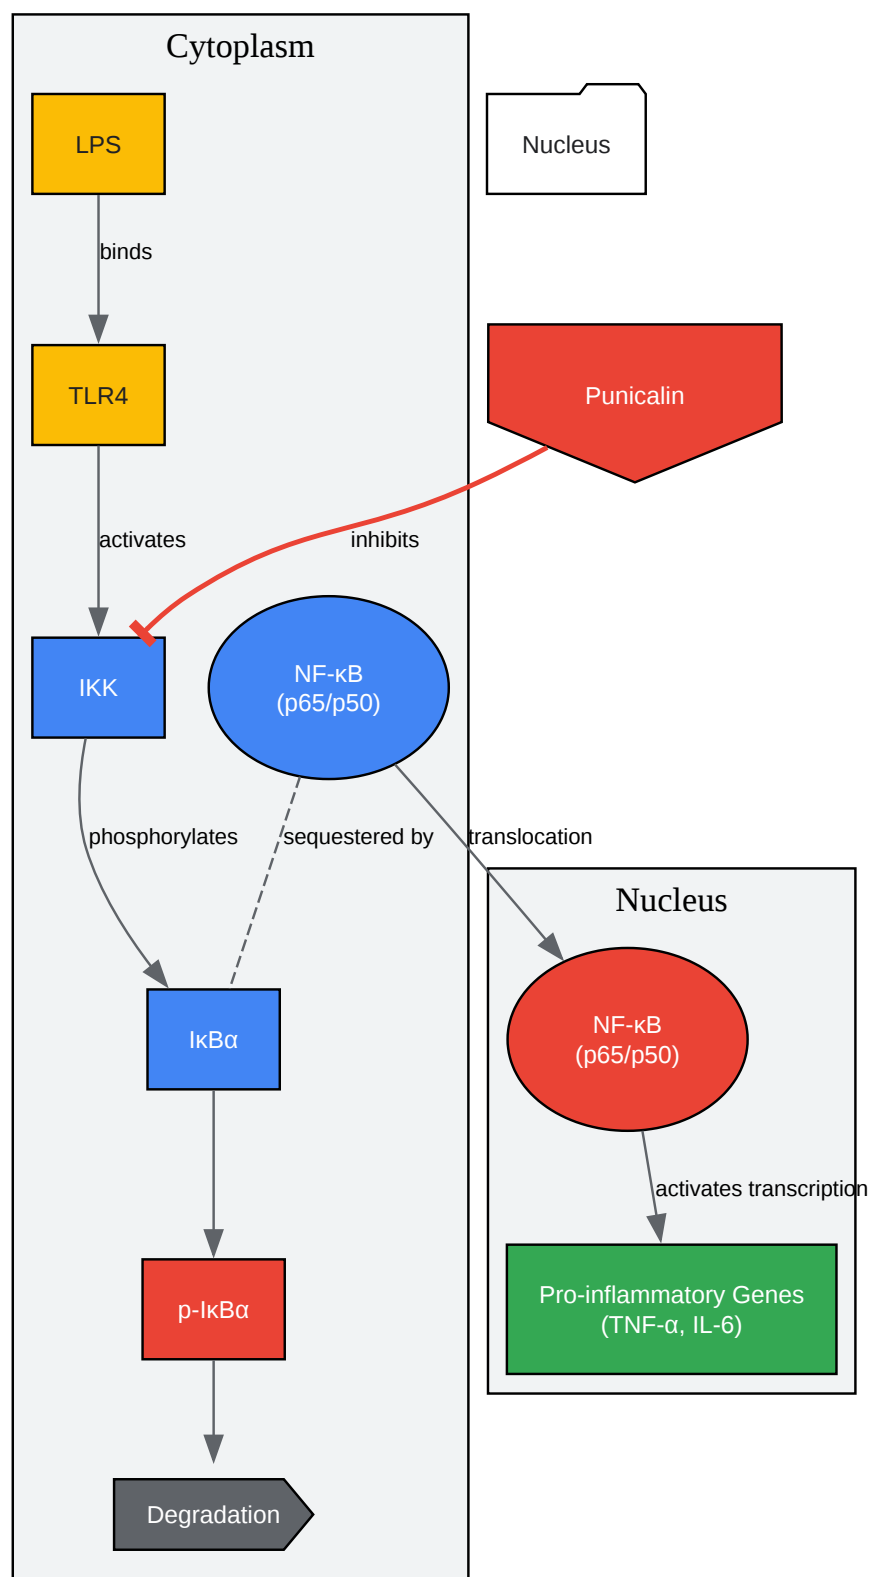 Cytoplasm
LPS
Nucleus
binds
TLR4
Punicalin
activates
inhibits
IKK
NF-κB
(p65/p50)
phosphorylates
sequestered by
translocation
Nucleus
IκBα
NF-κB
(p65/p50)
activates transcription
p-IκBα
Pro-inflammatory Genes
(TNF-α, IL-6)
Degradation